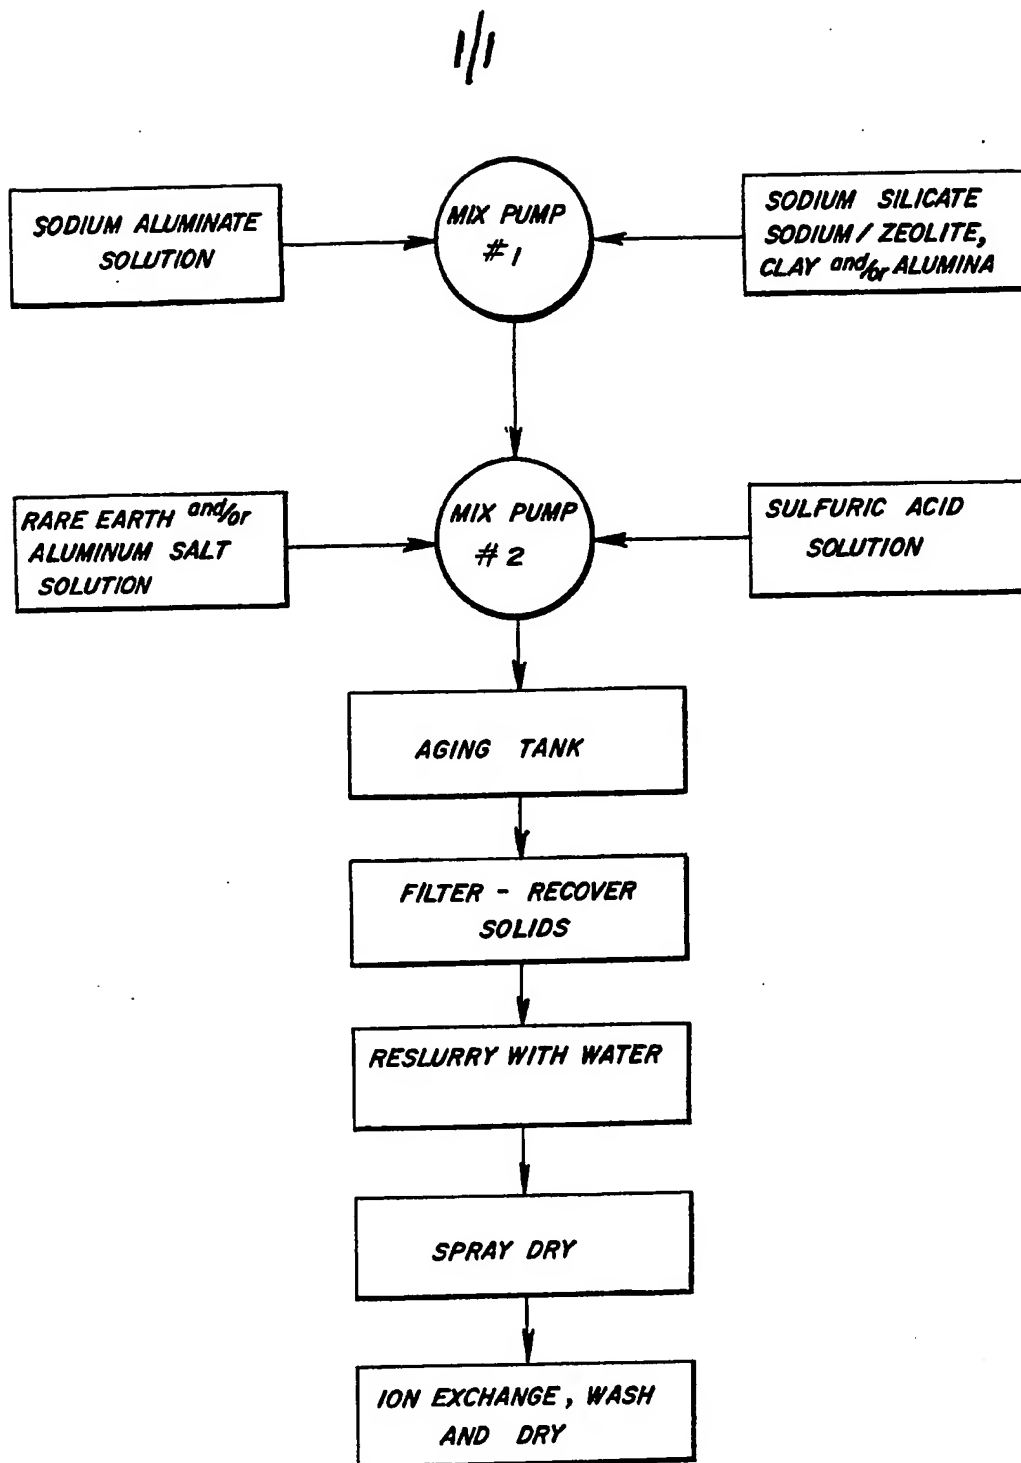 1/1
SODIUM ALUMINATE
SOLUTION
MIX PUMP
#1
SODIUM SILICATE
SODIUM / ZEOLITE,
CLAY and/or ALUMINA
RARE EARTH and/or
ALUMINUM SALT
SOLUTION
MIX PUMP
#2
SULFURIC ACID
SOLUTION
AGING TANK
FILTER - RECOVER
SOLIDS
RESLURRY WITH WATER
SPRAY DRY
ION EXCHANGE, WASH
AND DRY